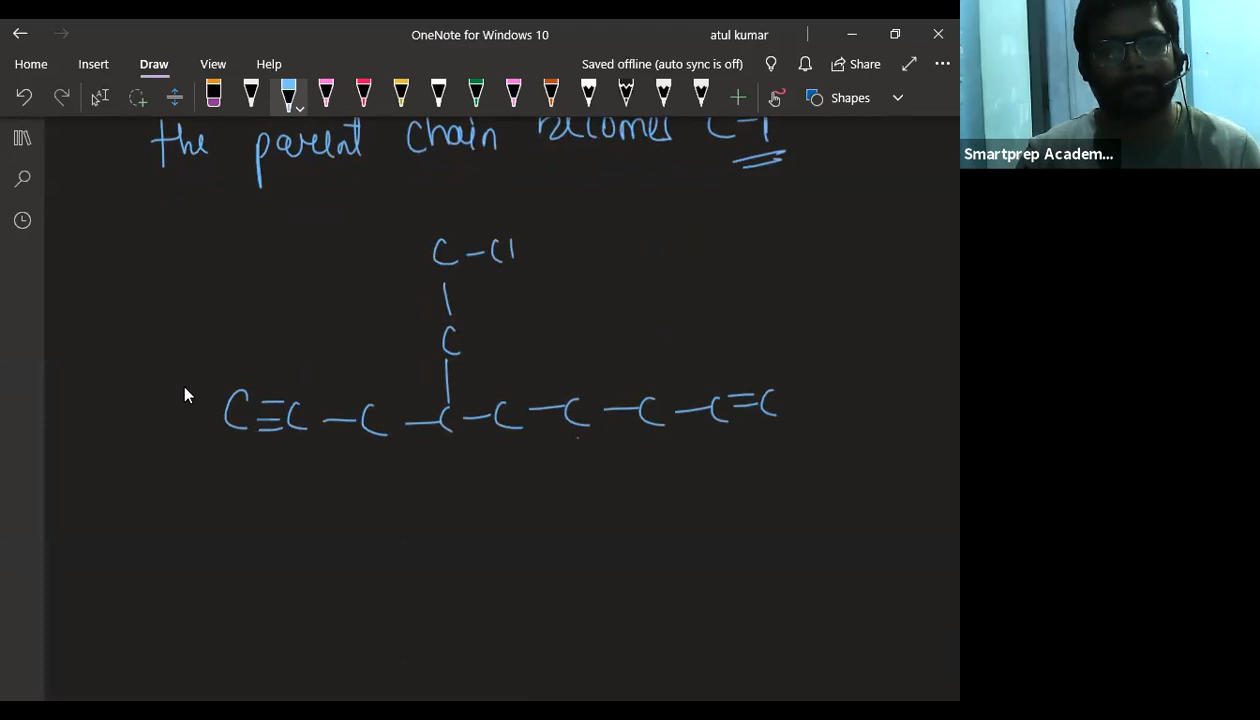 OneNote for Windows 10
atul kumar
Home Insert Draw View Help
Saved offline (auto sync is off)
Share
Shapes
the parent chain becomes C-1
Smartprep Academ...
C - Cl
|
C
|
C≡C - C - C - C - C - C - C=C